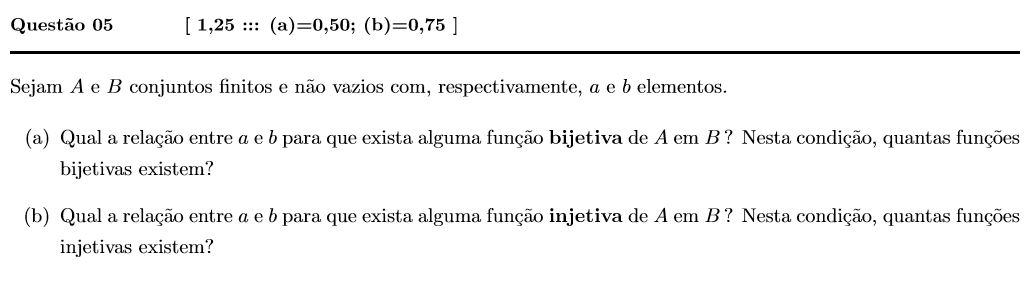 Questão 05 [ 1,25 ::: (a)=0,50; (b)=0,75 ]
Sejam A e B conjuntos finitos e não vazios com, respectivamente, a e b elementos.
(a) Qual a relação entre a e b para que exista alguma função bijetiva de A em B ? Nesta condição, quantas funções
bijetivas existem?
(b) Qual a relação entre a e b para que exista alguma função injetiva de A em B ? Nesta condição, quantas funções
injetivas existem?